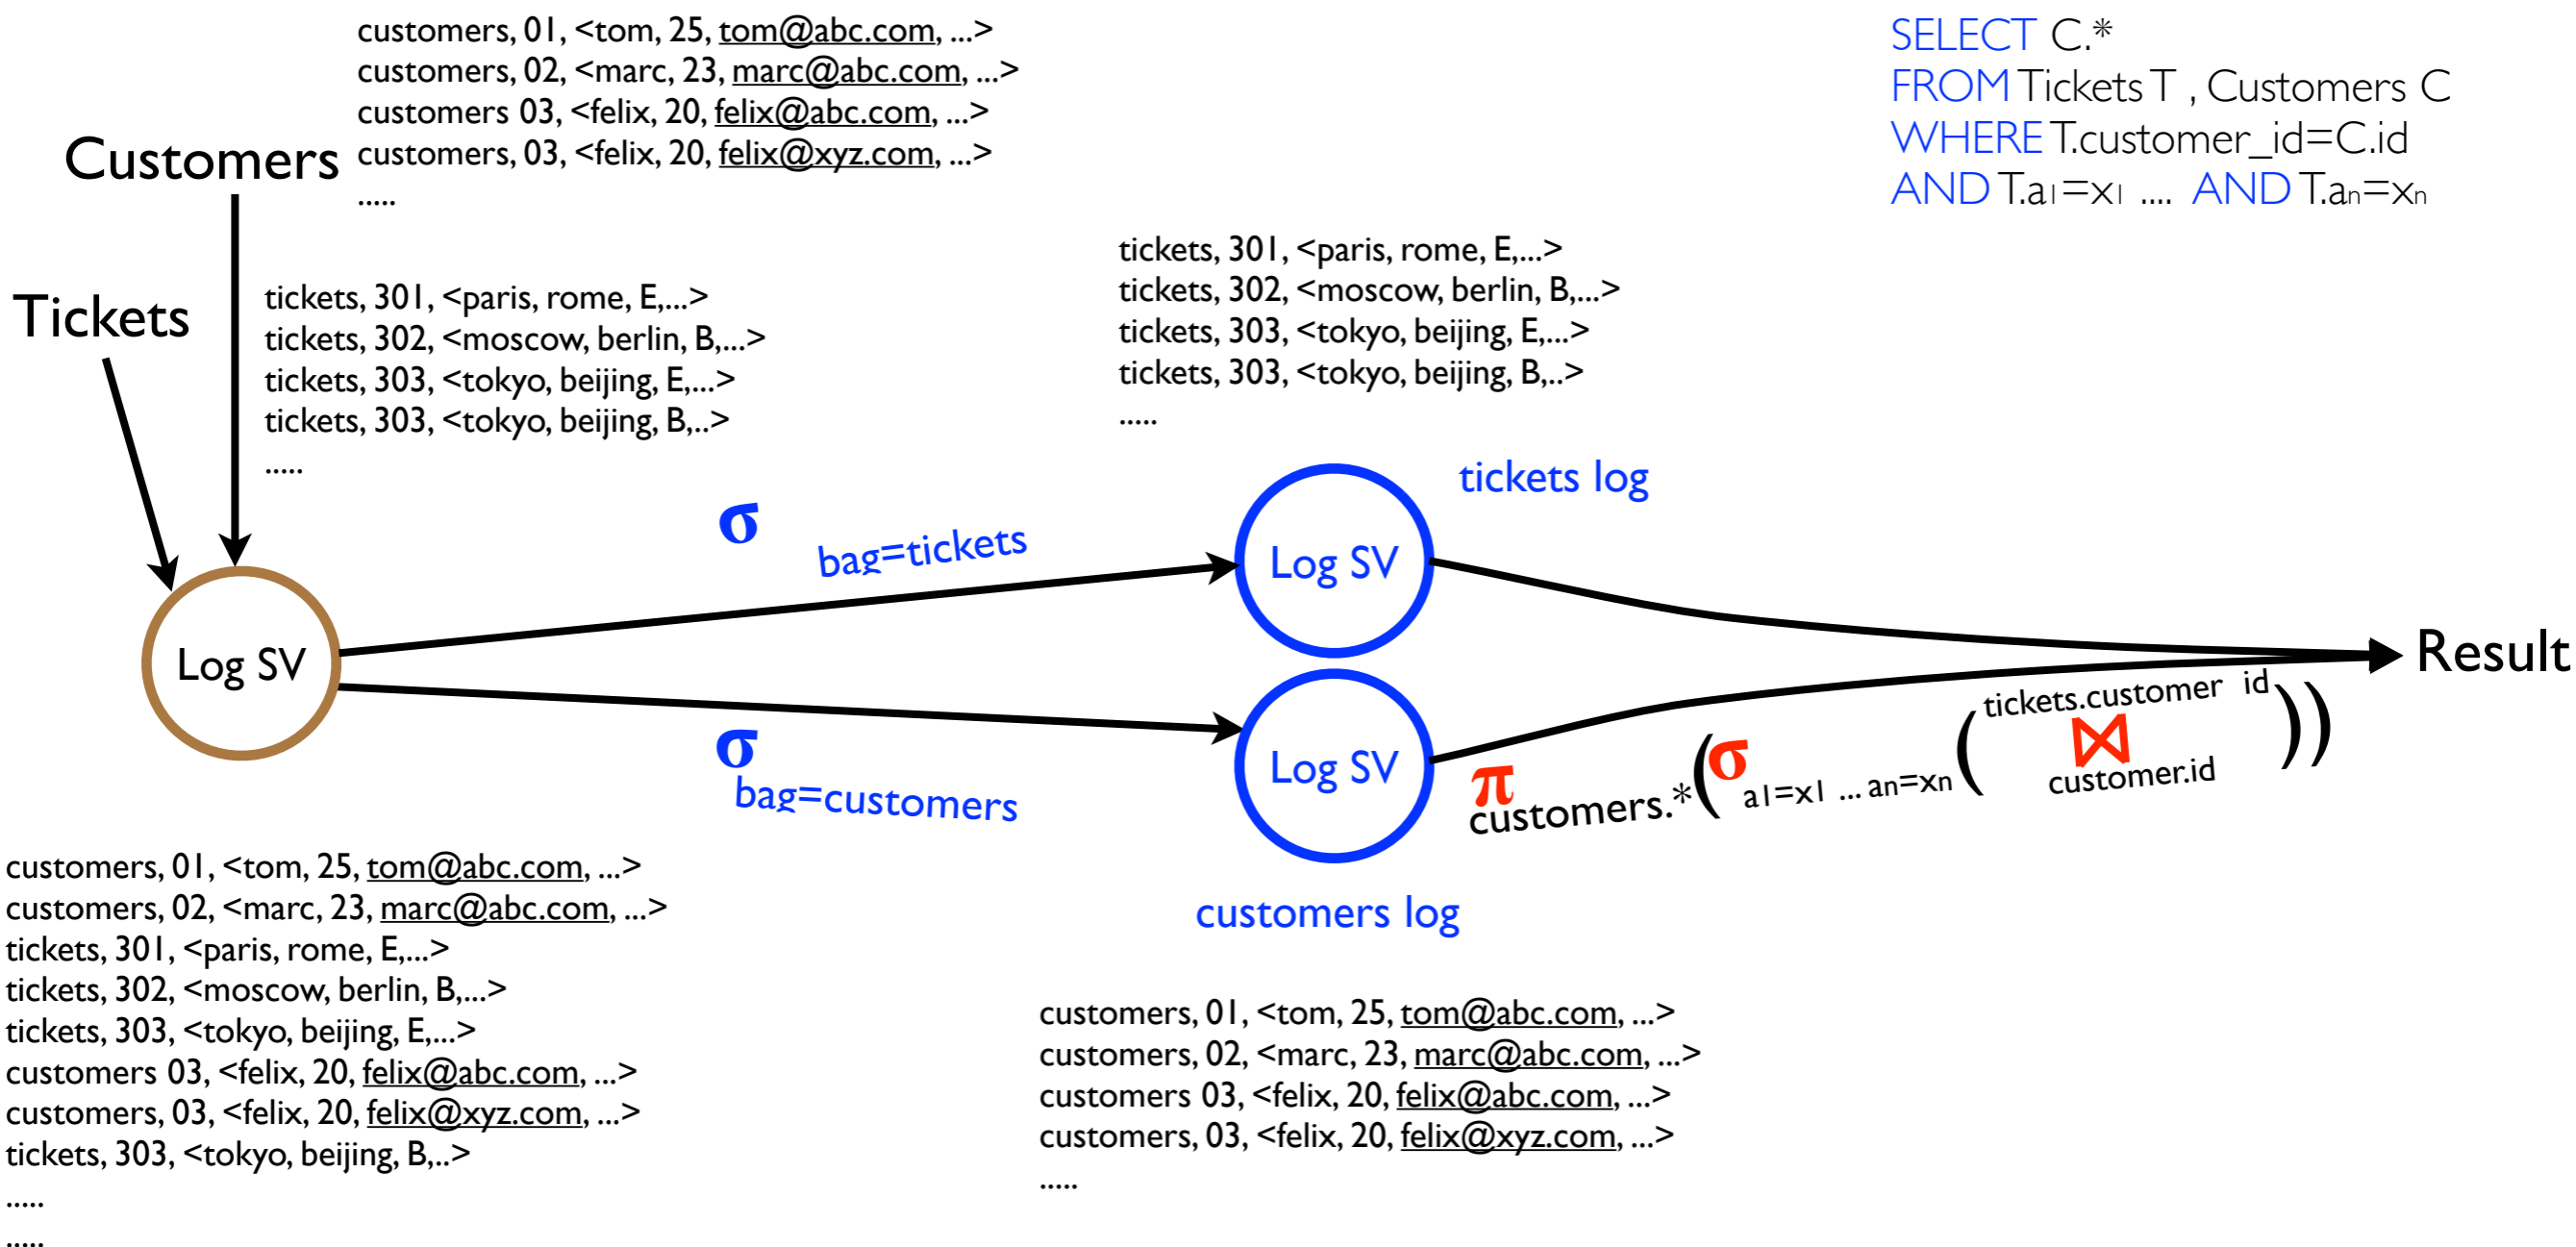 customers, 01, <tom, 25, tom@abc.com, ...>
customers, 02, <marc, 23, marc@abc.com, ...>
customers 03, <felix, 20, felix@abc.com, ...>
customers, 03, <felix, 20, felix@xyz.com, ...>
.....
Customers
SELECT C.*
FROM Tickets T , Customers C
WHERE T.customer_id=C.id
AND T.a1=x1 .... AND T.an=xn
Tickets
tickets, 301, <paris, rome, E,...>
tickets, 302, <moscow, berlin, B,...>
tickets, 303, <tokyo, beijing, E,...>
tickets, 303, <tokyo, beijing, B,..>
.....
tickets, 301, <paris, rome, E,...>
tickets, 302, <moscow, berlin, B,...>
tickets, 303, <tokyo, beijing, E,...>
tickets, 303, <tokyo, beijing, B,..>
.....
tickets log
σ bag=tickets
Log SV
Log SV
Result
σ bag=customers
Log SV
π customers.*(σ a1=x1 ... an=xn (tickets.customer id ⋈ customer.id))
customers log
customers, 01, <tom, 25, tom@abc.com, ...>
customers, 02, <marc, 23, marc@abc.com, ...>
tickets, 301, <paris, rome, E,...>
tickets, 302, <moscow, berlin, B,...>
tickets, 303, <tokyo, beijing, E,...>
customers 03, <felix, 20, felix@abc.com, ...>
customers, 03, <felix, 20, felix@xyz.com, ...>
tickets, 303, <tokyo, beijing, B,..>
.....
.....
customers, 01, <tom, 25, tom@abc.com, ...>
customers, 02, <marc, 23, marc@abc.com, ...>
customers 03, <felix, 20, felix@abc.com, ...>
customers, 03, <felix, 20, felix@xyz.com, ...>
.....